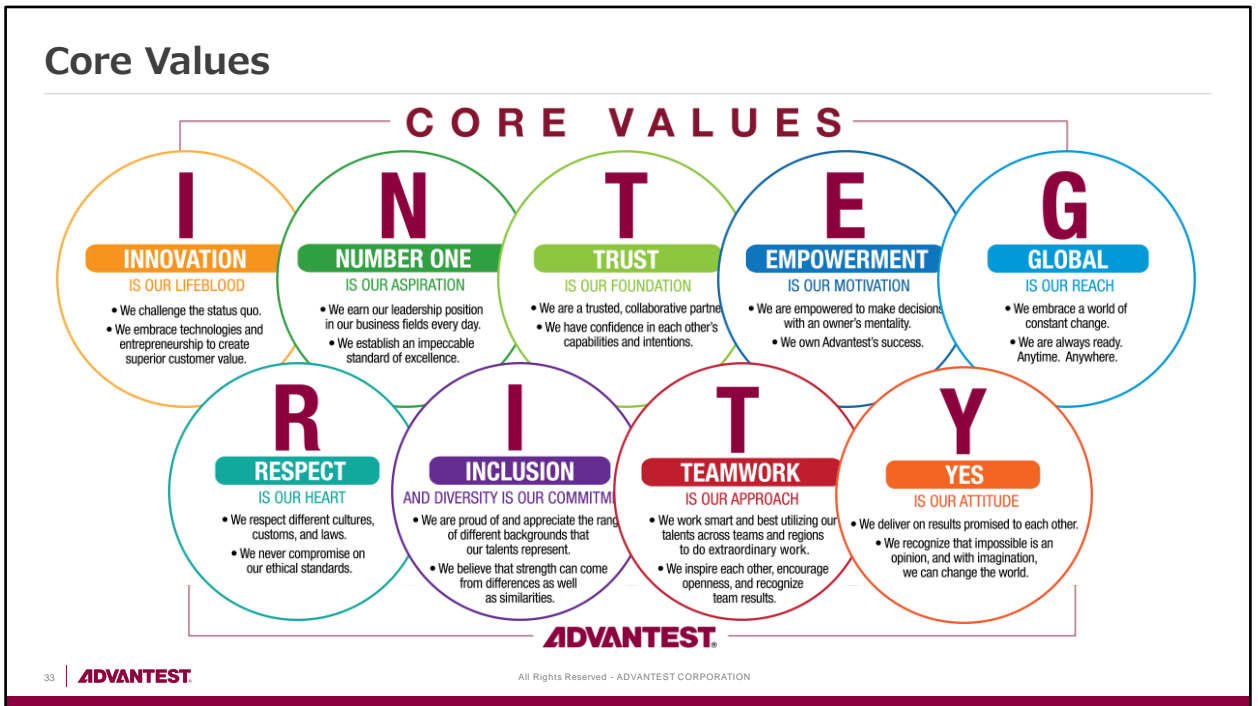 Core Values
CORE VALUES
I
INNOVATION
IS OUR LIFEBLOOD
• We challenge the status quo.
• We embrace technologies and
entrepreneurship to create
superior customer value.
N
NUMBER ONE
IS OUR ASPIRATION
• We earn our leadership position
in our business fields every day.
• We establish an impeccable
standard of excellence.
T
TRUST
IS OUR FOUNDATION
• We are a trusted, collaborative partne
• We have confidence in each other's
capabilities and intentions.
E
EMPOWERMENT
IS OUR MOTIVATION
• We are empowered to make decisions
with an owner's mentality.
• We own Advantest's success.
G
GLOBAL
IS OUR REACH
• We embrace a world of
constant change.
• We are always ready.
Anytime. Anywhere.
R
RESPECT
IS OUR HEART
• We respect different cultures,
customs, and laws.
• We never compromise on
our ethical standards.
I
INCLUSION
AND DIVERSITY IS OUR COMMITM
• We are proud of and appreciate the rang
of different backgrounds that
our talents represent.
• We believe that strength can come
from differences as well
as similarities.
T
TEAMWORK
IS OUR APPROACH
• We work smart and best utilizing our
talents across teams and regions
to do extraordinary work.
• We inspire each other, encourage
openness, and recognize
team results.
Y
YES
IS OUR ATTITUDE
• We deliver on results promised to each other.
• We recognize that impossible is an
opinion, and with imagination,
we can change the world.
ADVANTEST®
33
ADVANTEST
All Rights Reserved - ADVANTEST CORPORATION